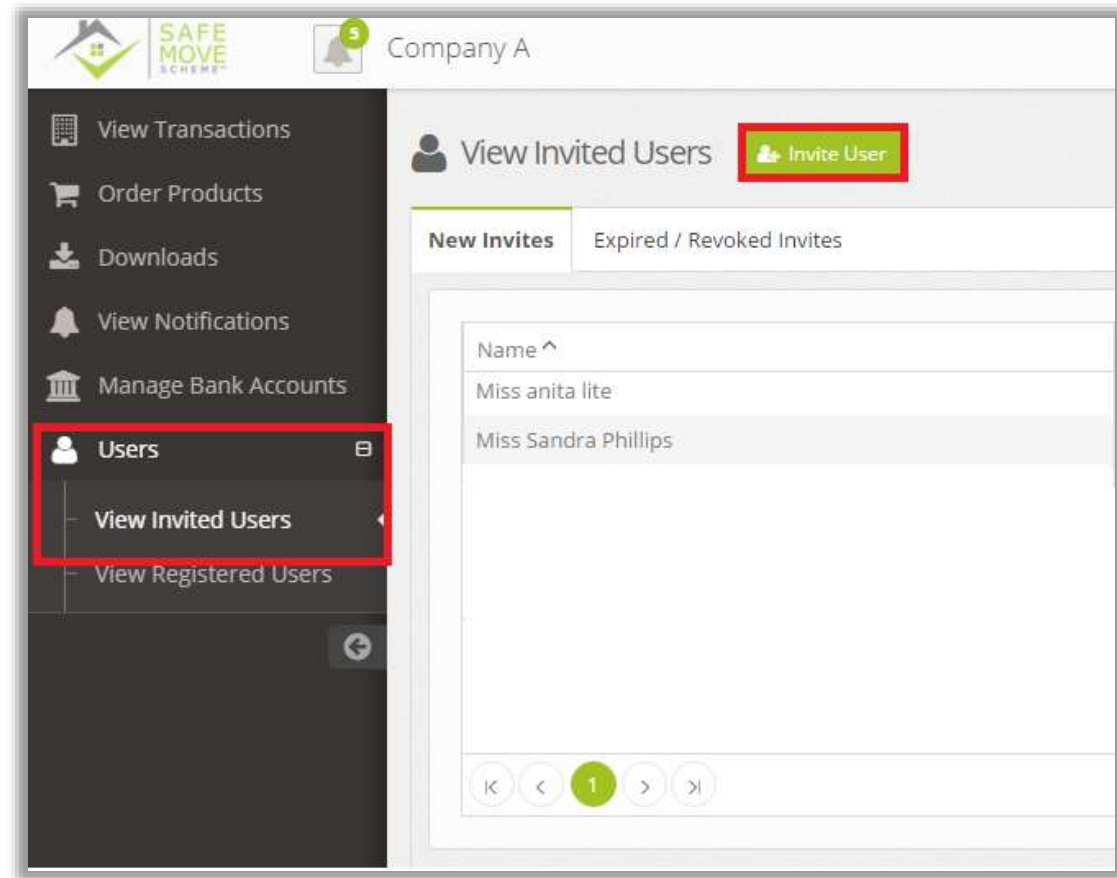 SAFE
MOVE
SCHEME™
5
Company A
View Transactions
Order Products
Downloads
View Notifications
Manage Bank Accounts
Users
View Invited Users
View Registered Users
View Invited Users
Invite User
New Invites
Expired / Revoked Invites
Name
Miss anita lite
Miss Sandra Phillips
1